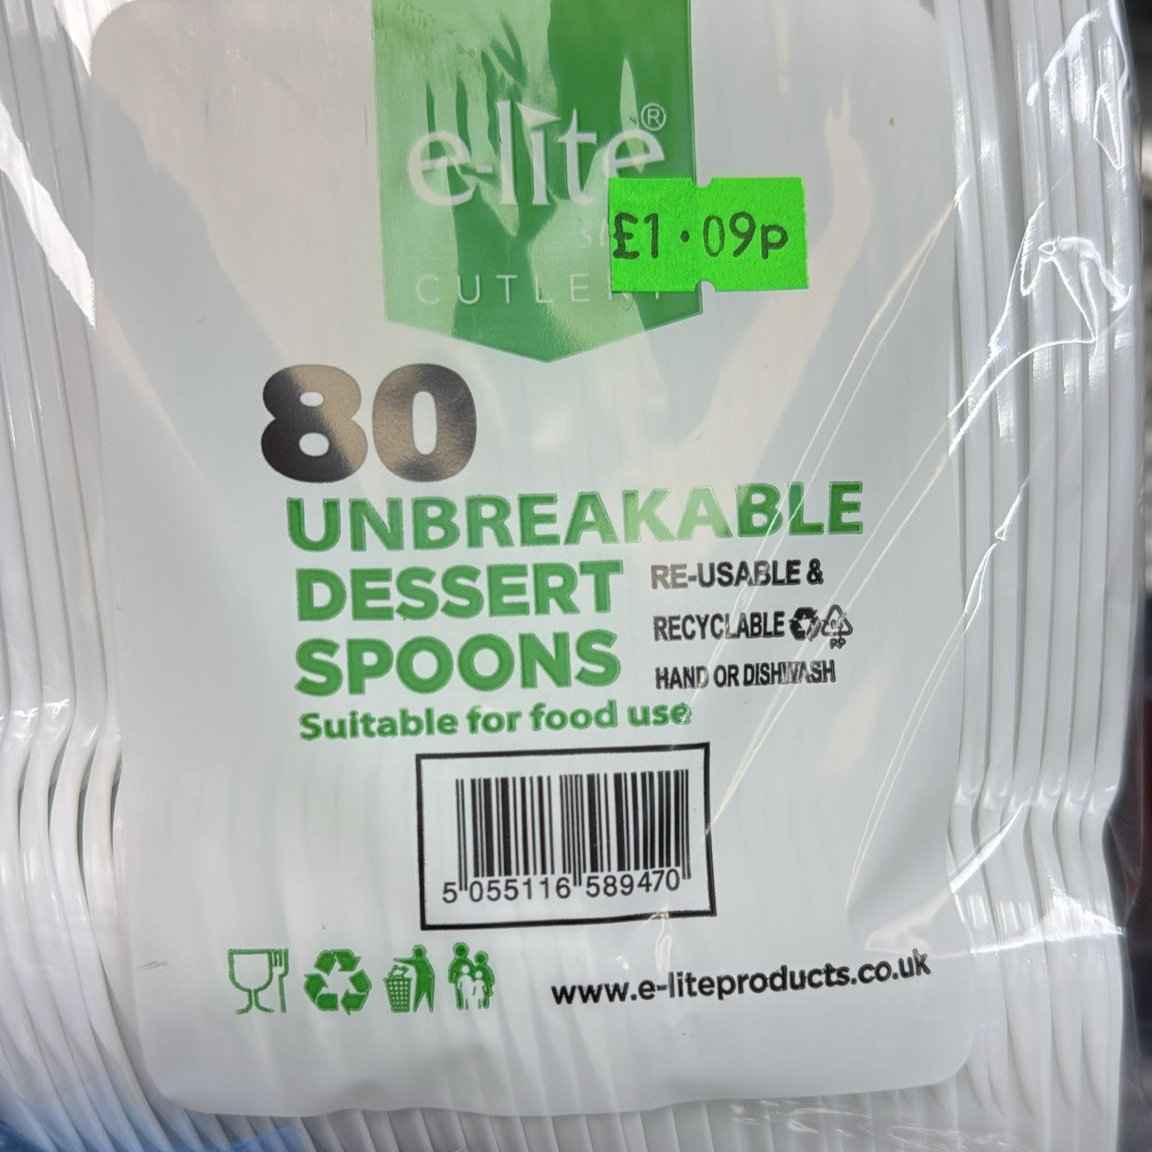 e-lite®
£1.09p
CUTLERY
80
UNBREAKABLE
DESSERT
SPOONS
RE-USABLE &
RECYCLABLE
PP
HAND OR DISHWASH
Suitable for food use
5 055116 589470
www.e-liteproducts.co.uk